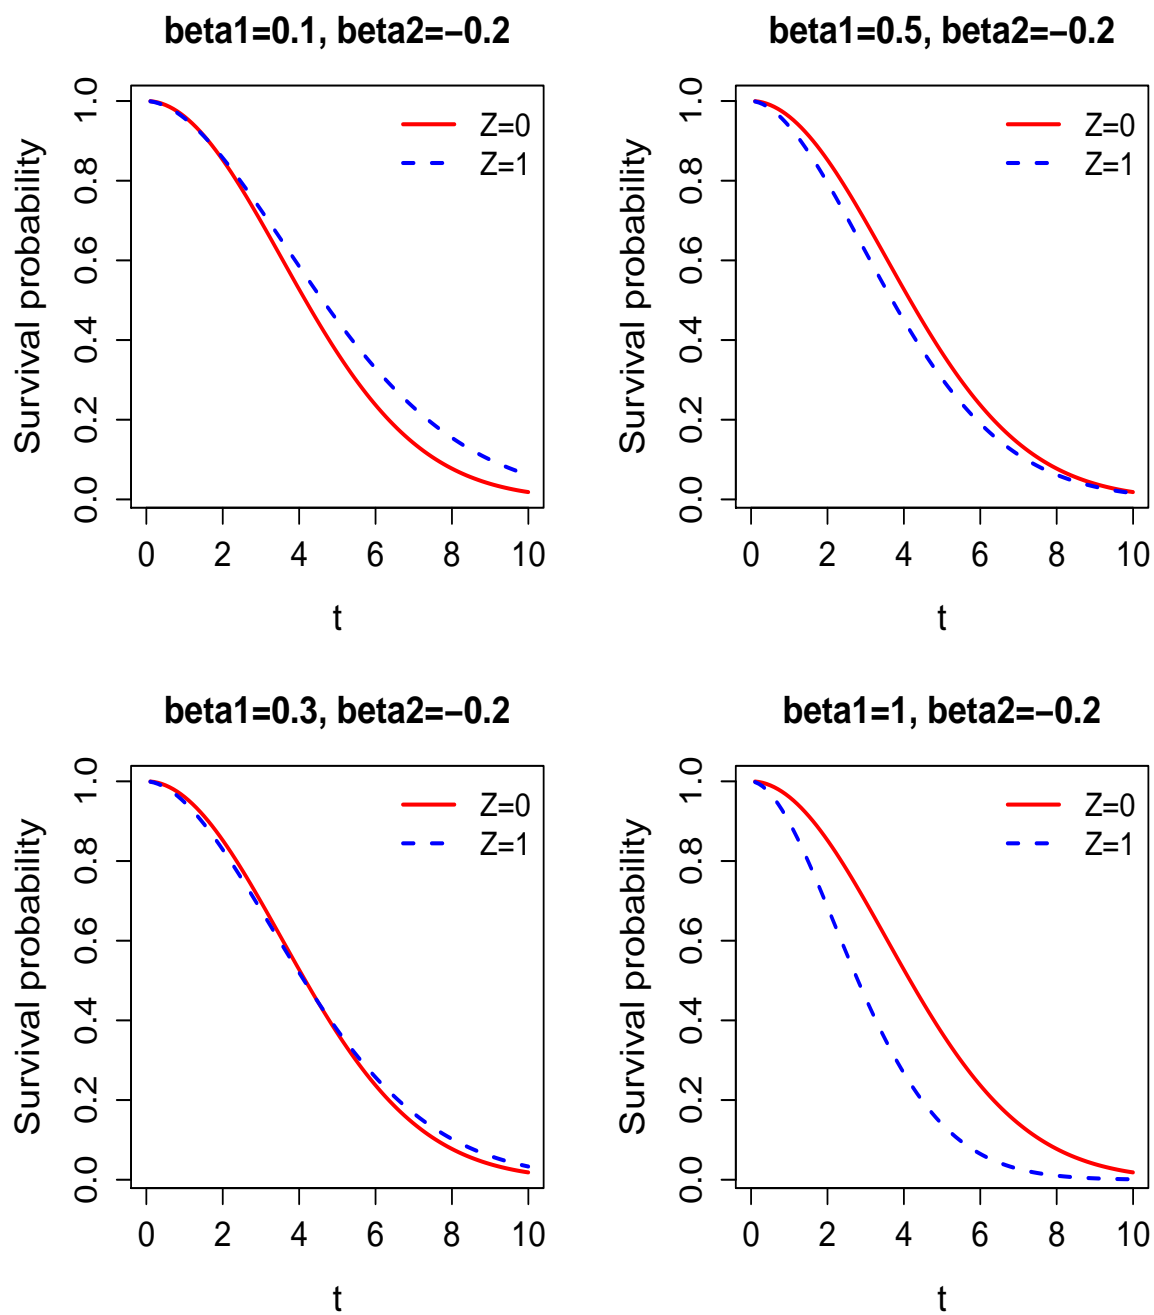 beta1=0.1, beta2=−0.2
Survival probability
1.0
0.8
0.6
0.4
0.2
0.0
Z=0
Z=1
0 2 4 6 8 10
t
beta1=0.5, beta2=−0.2
Survival probability
1.0
0.8
0.6
0.4
0.2
0.0
Z=0
Z=1
0 2 4 6 8 10
t
beta1=0.3, beta2=−0.2
Survival probability
1.0
0.8
0.6
0.4
0.2
0.0
Z=0
Z=1
0 2 4 6 8 10
t
beta1=1, beta2=−0.2
Survival probability
1.0
0.8
0.6
0.4
0.2
0.0
Z=0
Z=1
0 2 4 6 8 10
t